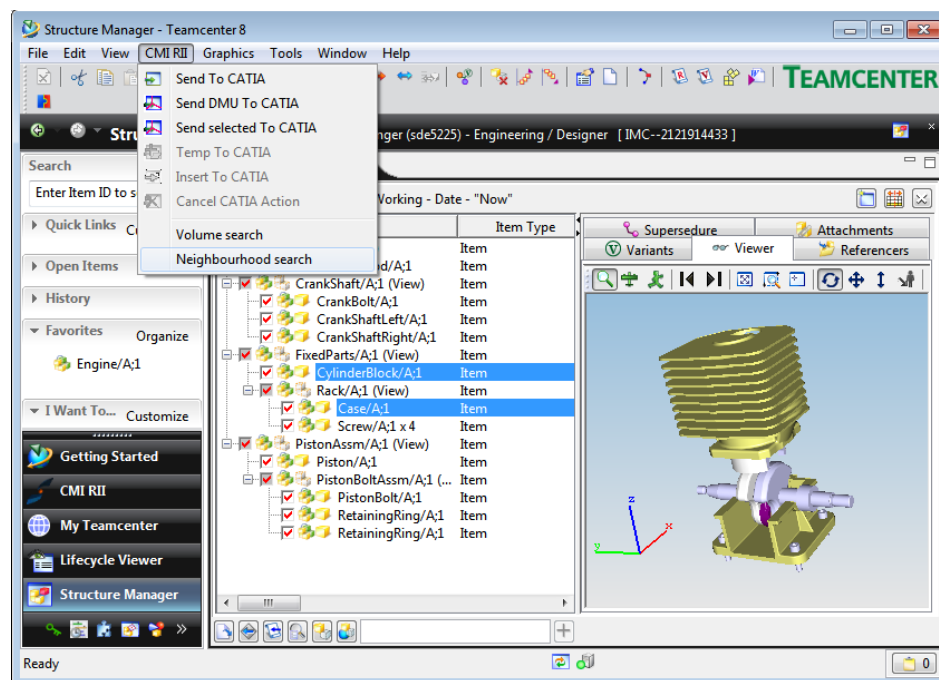 Structure Manager - Teamcenter 8
File Edit View CMI RII Graphics Tools Window Help
TEAMCENTER
Send To CATIA
Send DMU To CATIA
Send selected To CATIA
Temp To CATIA
Insert To CATIA
Cancel CATIA Action
Volume search
Neighbourhood search
Stru
nger (sde5225) - Engineering / Designer [ IMC--2121914433 ]
Search
Enter Item ID to s
Working - Date - "Now"
Quick Links
Open Items
History
Favorites Organize
Engine/A;1
I Want To... Customize
Getting Started
CMI RII
My Teamcenter
Lifecycle Viewer
Structure Manager
»
Item Type
Item
d/A;1 Item
CrankShaft/A;1 (View) Item
CrankBolt/A;1 Item
CrankShaftLeft/A;1 Item
CrankShaftRight/A;1 Item
FixedParts/A;1 (View) Item
CylinderBlock/A;1 Item
Rack/A;1 (View) Item
Case/A;1 Item
Screw/A;1 x 4 Item
PistonAssm/A;1 (View) Item
Piston/A;1 Item
PistonBoltAssm/A;1 (... Item
PistonBolt/A;1 Item
RetainingRing/A;1 Item
RetainingRing/A;1 Item
Supersedure Attachments
Variants Viewer Referencers
z
x
y
Ready
0